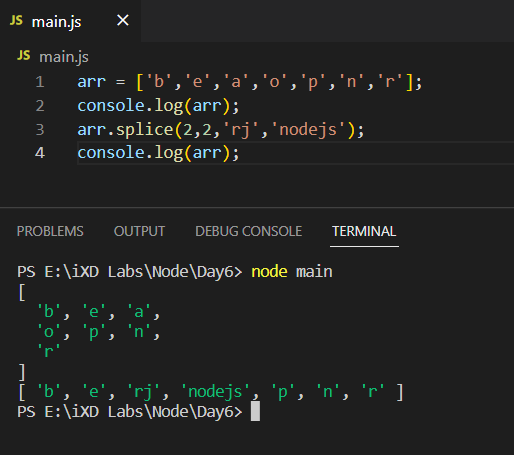 JS main.js ×
JS main.js
1 arr = ['b','e','a','o','p','n','r'];
2 console.log(arr);
3 arr.splice(2,2,'rj','nodejs');
4 console.log(arr);
PROBLEMS OUTPUT DEBUG CONSOLE TERMINAL
PS E:\iXD Labs\Node\Day6> node main
[
  'b', 'e', 'a',
  'o', 'p', 'n',
  'r'
]
[ 'b', 'e', 'rj', 'nodejs', 'p', 'n', 'r' ]
PS E:\iXD Labs\Node\Day6>